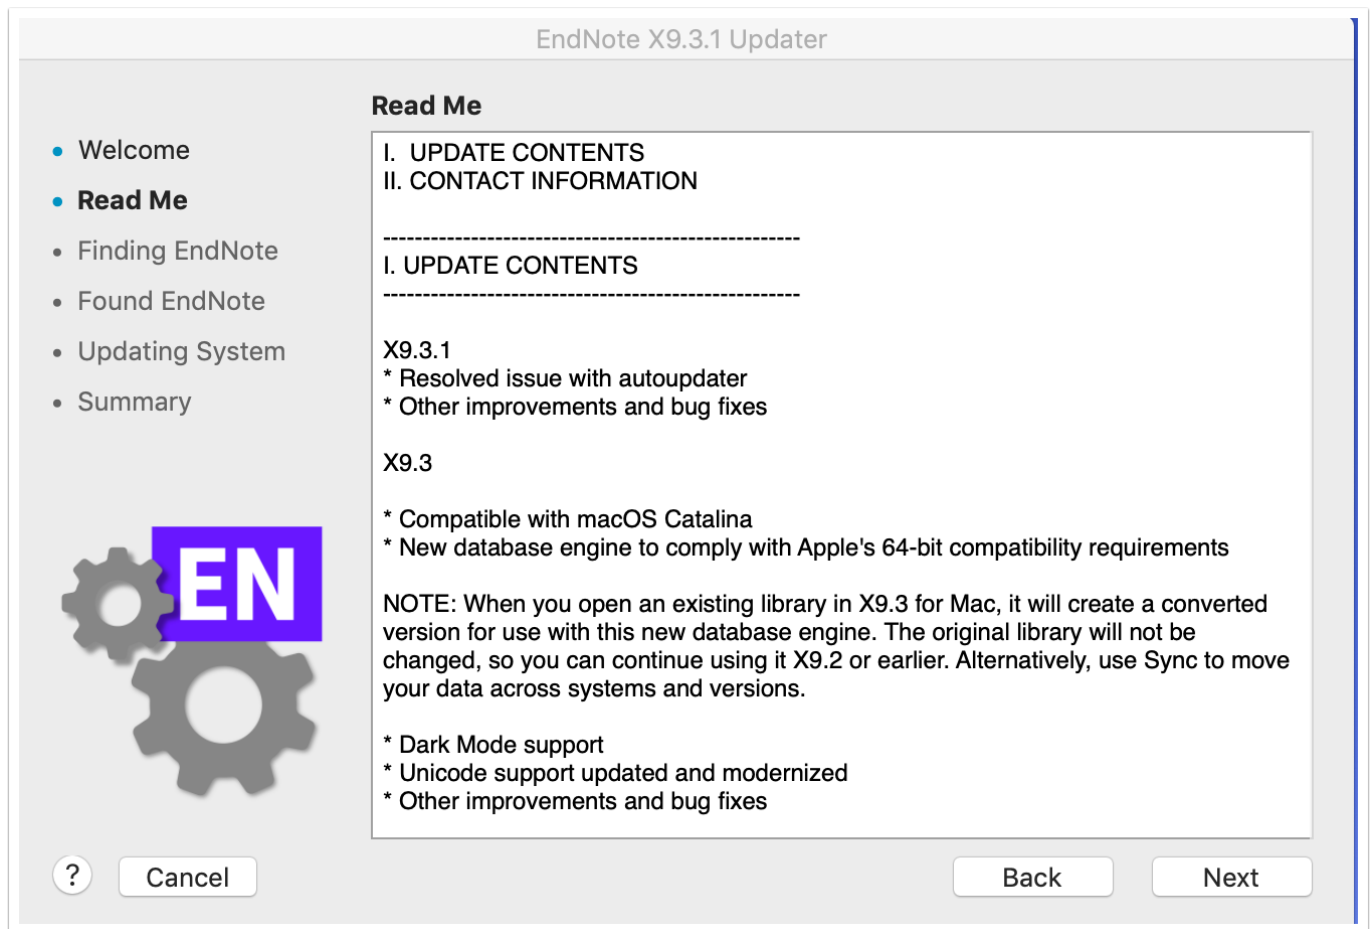 EndNote X9.3.1 Updater
Read Me
• Welcome
• Read Me
• Finding EndNote
• Found EndNote
• Updating System
• Summary
EN
I. UPDATE CONTENTS
II. CONTACT INFORMATION
-----------------------------------------------------
I. UPDATE CONTENTS
-----------------------------------------------------
X9.3.1
* Resolved issue with autoupdater
* Other improvements and bug fixes
X9.3
* Compatible with macOS Catalina
* New database engine to comply with Apple's 64-bit compatibility requirements
NOTE: When you open an existing library in X9.3 for Mac, it will create a converted
version for use with this new database engine. The original library will not be
changed, so you can continue using it X9.2 or earlier. Alternatively, use Sync to move
your data across systems and versions.
* Dark Mode support
* Unicode support updated and modernized
* Other improvements and bug fixes
?
Cancel
Back
Next